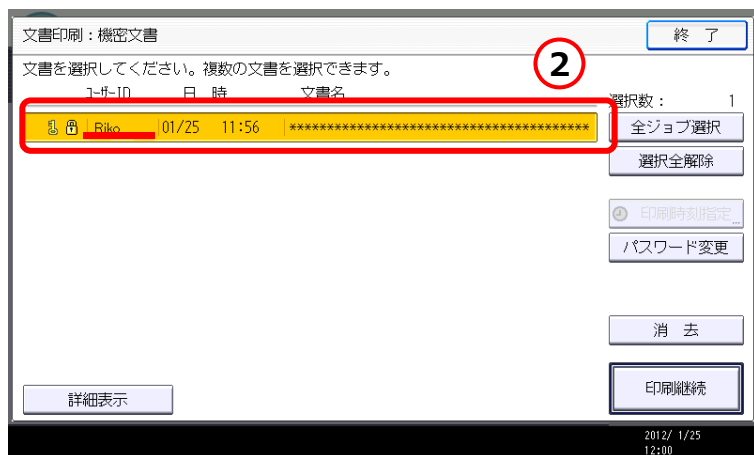 文書印刷：機密文書
終 了
文書を選択してください。複数の文書を選択できます。
②
ﾕｰｻﾞｰID 日 時 文書名
選択数： 1
1 Riko 01/25 11:56 ****************************************
全ジョブ選択
選択全解除
印刷時刻指定
パスワード変更
消 去
詳細表示
印刷継続
2012/ 1/25
12:00